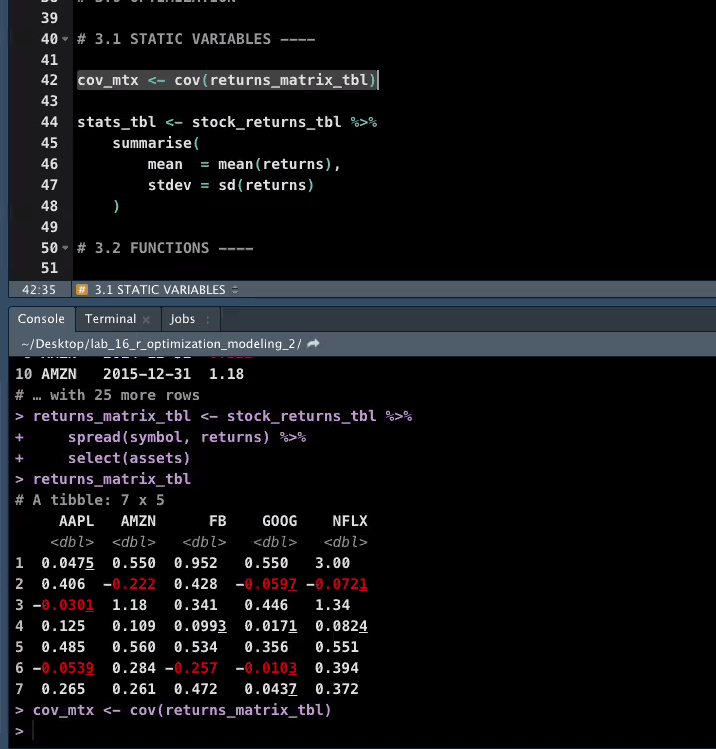 39
40 # 3.1 STATIC VARIABLES ----
41
42 cov_mtx <- cov(returns_matrix_tbl)
43
44 stats_tbl <- stock_returns_tbl %>%
45 summarise(
46 mean  = mean(returns),
47 stdev = sd(returns)
48 )
49
50 # 3.2 FUNCTIONS ----
51
42:35 # 3.1 STATIC VARIABLES
Console Terminal Jobs
~/Desktop/lab_16_r_optimization_modeling_2/
10 AMZN   2015-12-31  1.18
# … with 25 more rows
> returns_matrix_tbl <- stock_returns_tbl %>%
+     spread(symbol, returns) %>%
+     select(assets)
> returns_matrix_tbl
# A tibble: 7 x 5
AAPL   AMZN      FB    GOOG    NFLX
<dbl>  <dbl>   <dbl>   <dbl>   <dbl>
1  0.0475  0.550  0.952   0.550   3.00
2  0.406  -0.222  0.428  -0.0597 -0.0721
3 -0.0301  1.18   0.341   0.446   1.34
4  0.125   0.109  0.0993  0.0171  0.0824
5  0.485   0.560  0.534   0.356   0.551
6 -0.0539  0.284 -0.257  -0.0103  0.394
7  0.265   0.261  0.472   0.0437  0.372
> cov_mtx <- cov(returns_matrix_tbl)
>